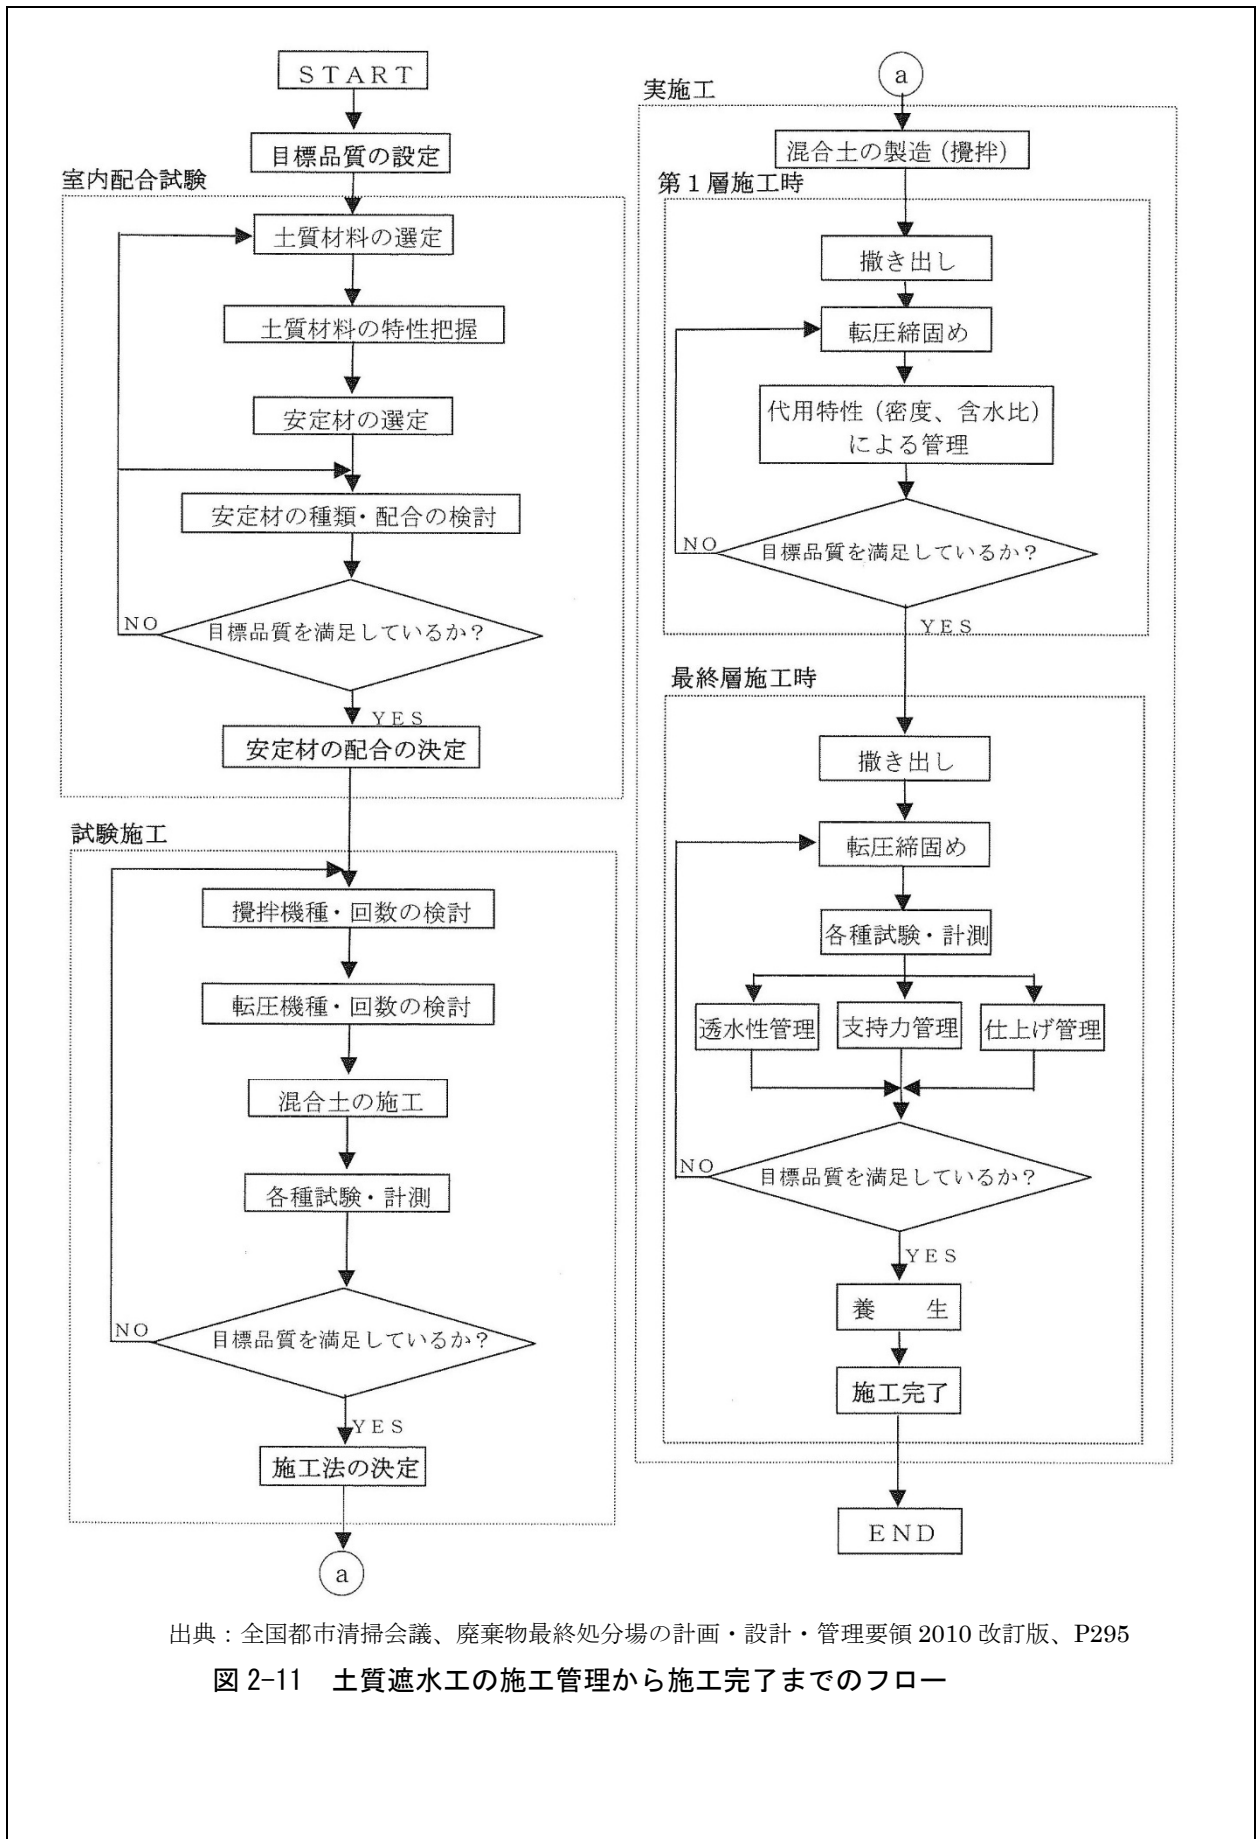 START
目標品質の設定
室内配合試験
土質材料の選定
土質材料の特性把握
安定材の選定
安定材の種類・配合の検討
目標品質を満足しているか?
NO
YES
安定材の配合の決定
試験施工
攪拌機種・回数の検討
転圧機種・回数の検討
混合土の施工
各種試験・計測
目標品質を満足しているか?
NO
YES
施工法の決定
a
a
実施工
混合土の製造(攪拌)
第1層施工時
撒き出し
転圧締固め
代用特性(密度、含水比)
による管理
目標品質を満足しているか?
NO
YES
最終層施工時
撒き出し
転圧締固め
各種試験・計測
透水性管理
支持力管理
仕上げ管理
目標品質を満足しているか?
NO
YES
養 生
施工完了
END
出典:全国都市清掃会議、廃棄物最終処分場の計画・設計・管理要領 2010 改訂版、P295
図 2-11 土質遮水工の施工管理から施工完了までのフロー